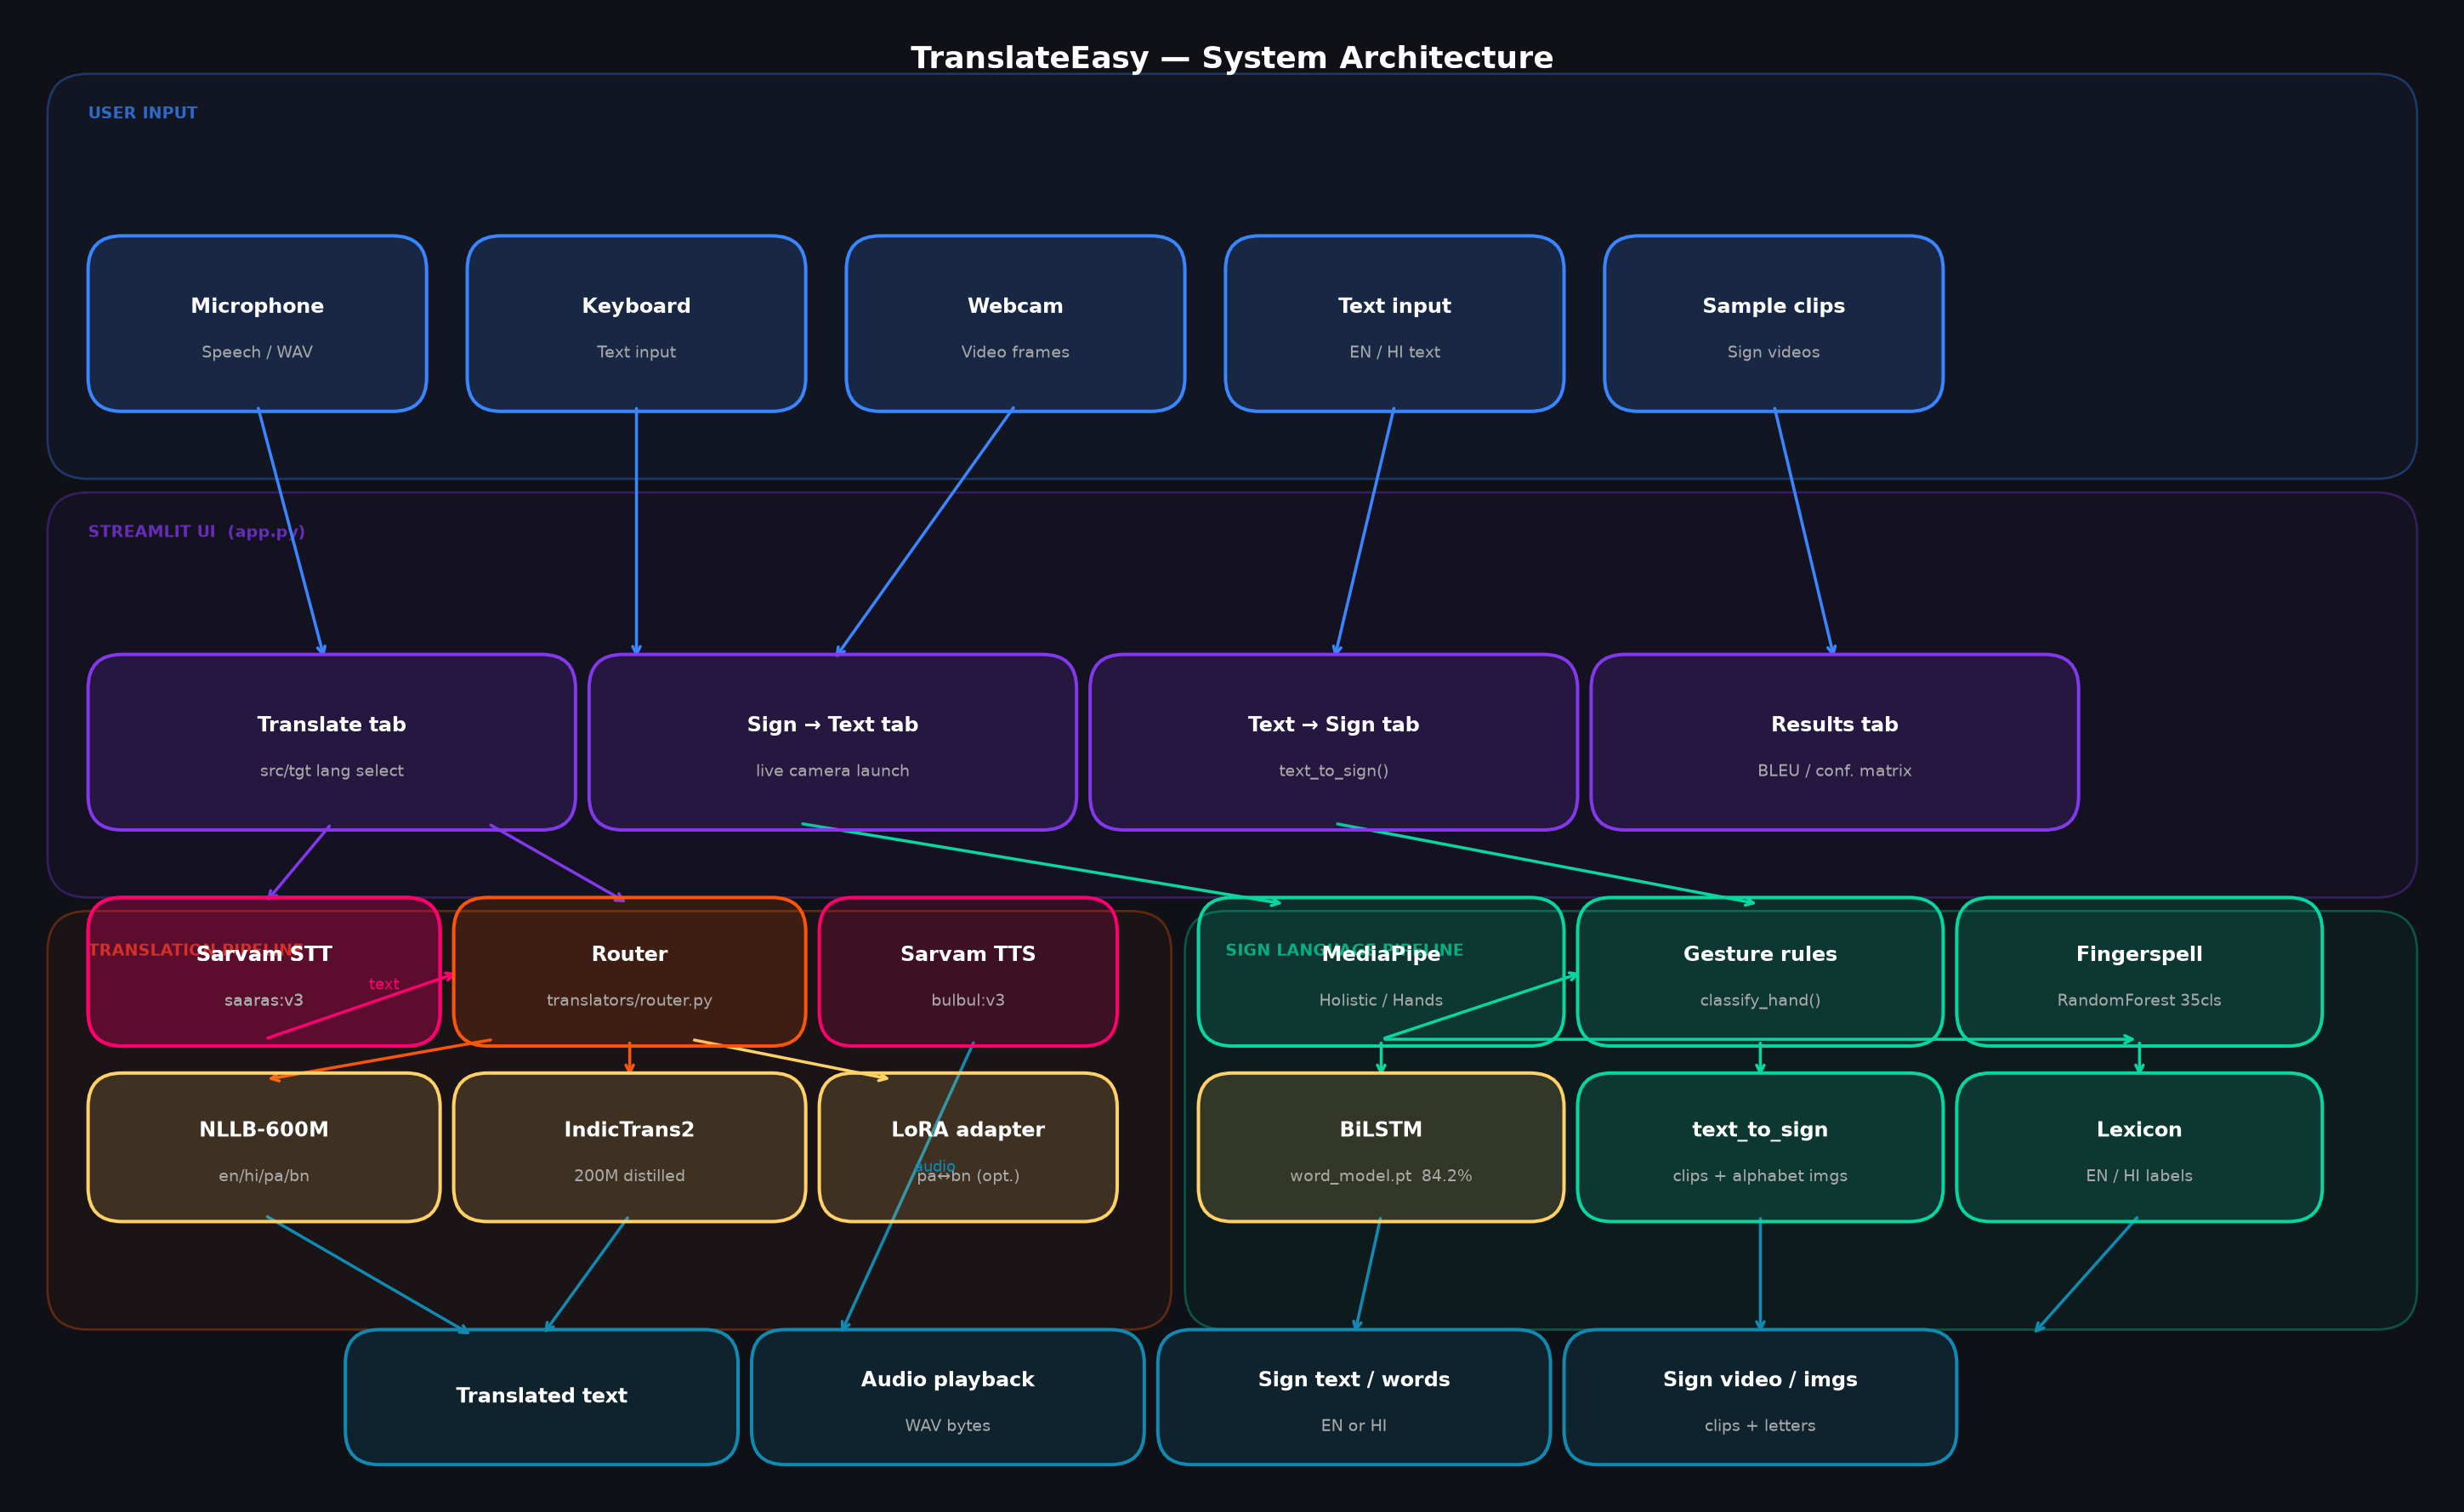 TranslateEasy — System Architecture
USER INPUT
Microphone
Speech / WAV
Keyboard
Text input
Webcam
Video frames
Text input
EN / HI text
Sample clips
Sign videos
STREAMLIT UI (app.py)
Translate tab
src/tgt lang select
Sign → Text tab
live camera launch
Text → Sign tab
text_to_sign()
Results tab
BLEU / conf. matrix
TRANSLATION PIPELINE
Sarvam STT
saaras:v3
text
Router
translators/router.py
Sarvam TTS
bulbul:v3
SIGN LANGUAGE PIPELINE
MediaPipe
Holistic / Hands
Gesture rules
classify_hand()
Fingerspell
RandomForest 35cls
NLLB-600M
en/hi/pa/bn
IndicTrans2
200M distilled
LoRA adapter
audio
pa↔bn (opt.)
BiLSTM
word_model.pt 84.2%
text_to_sign
clips + alphabet imgs
Lexicon
EN / HI labels
Translated text
Audio playback
WAV bytes
Sign text / words
EN or HI
Sign video / imgs
clips + letters